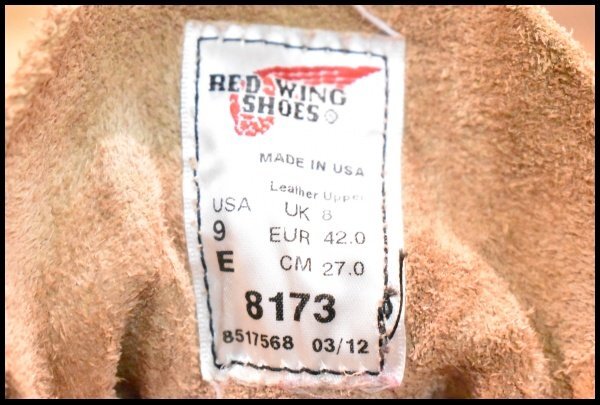 RED WING
SHOES
MADE IN USA
Leather Upper
USA UK 8
9 EUR 42.0
E CM 27.0
8173
8517568 03/12